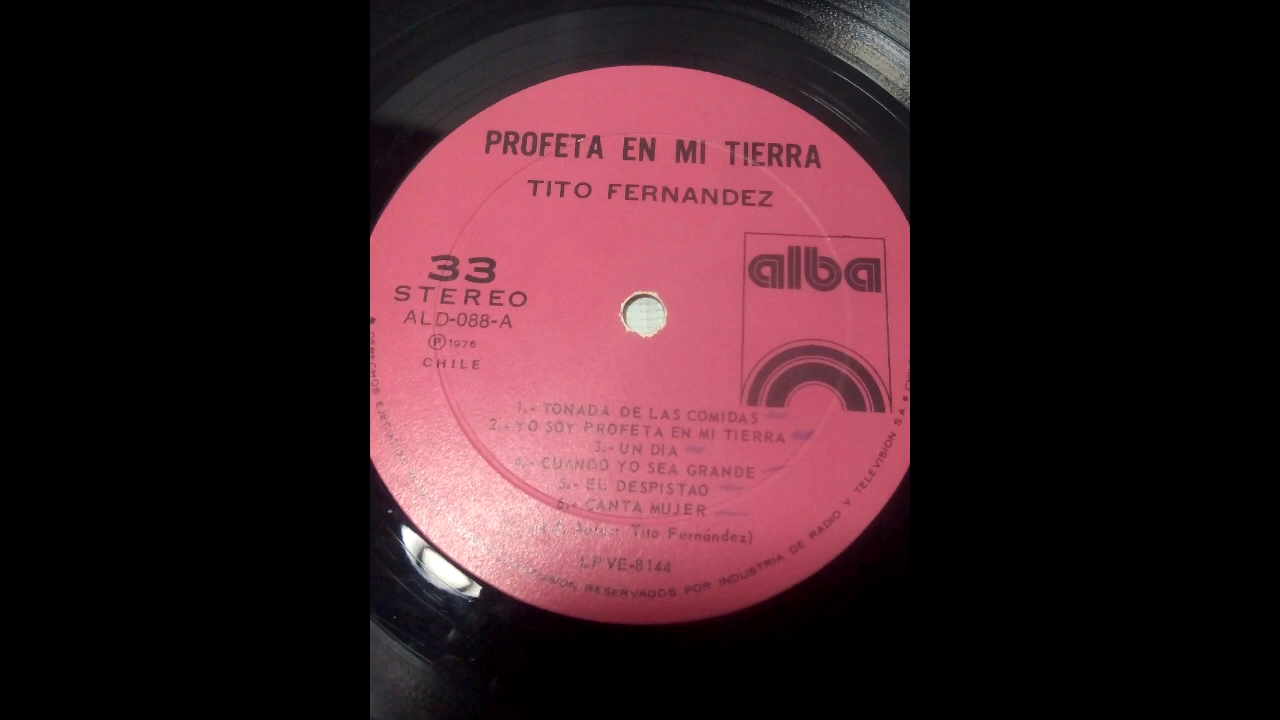 PROFETA EN MI TIERRA
TITO FERNANDEZ
alba
33
STEREO
ALD-088-A
Ⓟ 1976
CHILE
1.- TONADA DE LAS COMIDAS
2.- YO SOY PROFETA EN MI TIERRA
3.- UN DIA
4.- CUANDO YO SEA GRANDE
5.- EL DESPISTAO
6.- CANTA MUJER
Tito Fernández)
LPVE-8144
RESERVADOS POR INDUSTRIA DE RADIO Y TELEVISION S.A.